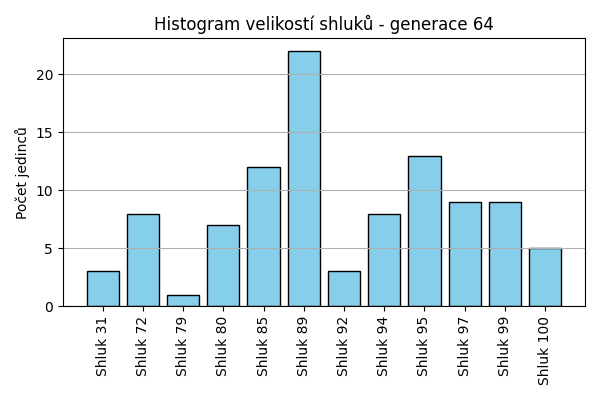 Histogram velikostí shluků - generace 64
Počet jedinců
20
15
10
5
0
Shluk 31
Shluk 72
Shluk 79
Shluk 80
Shluk 85
Shluk 89
Shluk 92
Shluk 94
Shluk 95
Shluk 97
Shluk 99
Shluk 100